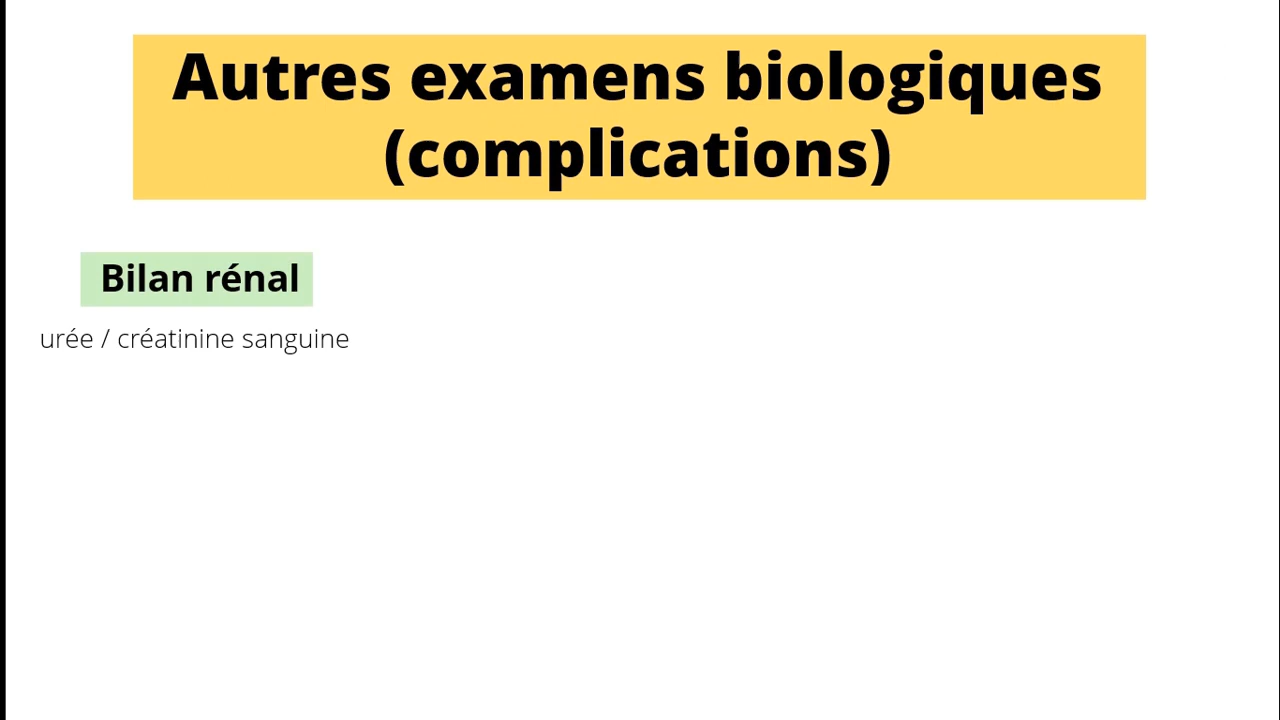 Autres examens biologiques
(complications)
Bilan rénal
urée / créatinine sanguine